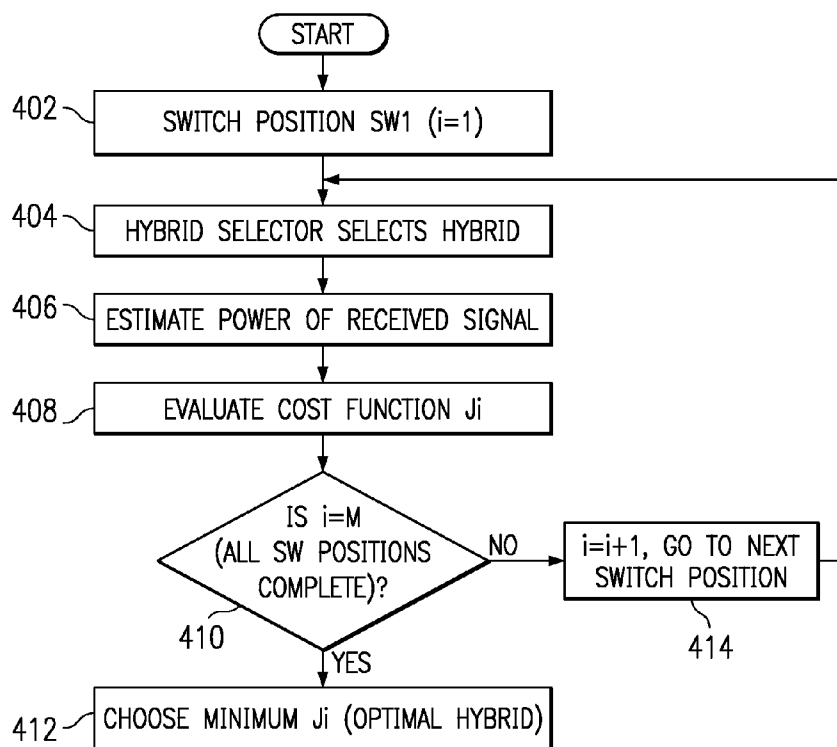 START
402
SWITCH POSITION SW1 (i=1)
404
HYBRID SELECTOR SELECTS HYBRID
406
ESTIMATE POWER OF RECEIVED SIGNAL
408
EVALUATE COST FUNCTION Ji
IS i=M
(ALL SW POSITIONS
COMPLETE)?
410
NO
i=i+1, GO TO NEXT
SWITCH POSITION
414
YES
412
CHOOSE MINIMUM Ji (OPTIMAL HYBRID)